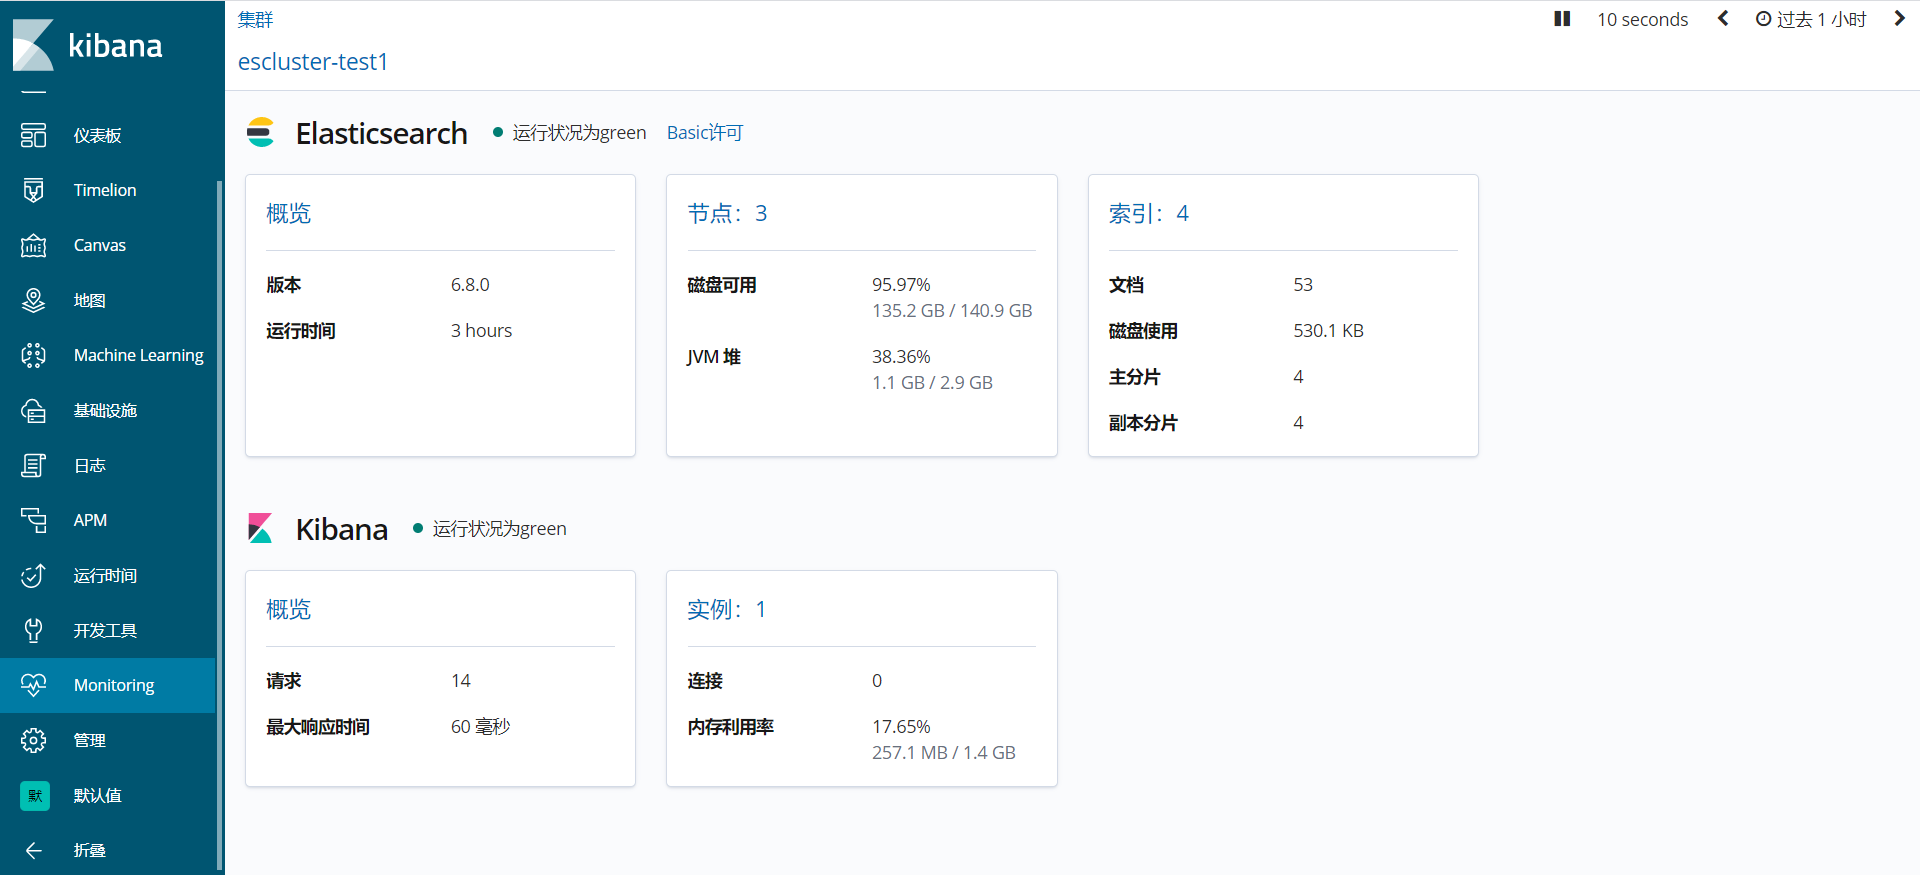 kibana
仪表板
Timelion
Canvas
地图
Machine Learning
基础设施
日志
APM
运行时间
开发工具
Monitoring
管理
默 默认值
折叠
集群
10 seconds 过去 1 小时
escluster-test1
Elasticsearch 运行状况为green Basic许可
概览
版本 6.8.0
运行时间 3 hours
节点：3
磁盘可用 95.97%
135.2 GB / 140.9 GB
JVM 堆 38.36%
1.1 GB / 2.9 GB
索引：4
文档 53
磁盘使用 530.1 KB
主分片 4
副本分片 4
Kibana 运行状况为green
概览
请求 14
最大响应时间 60 毫秒
实例：1
连接 0
内存利用率 17.65%
257.1 MB / 1.4 GB